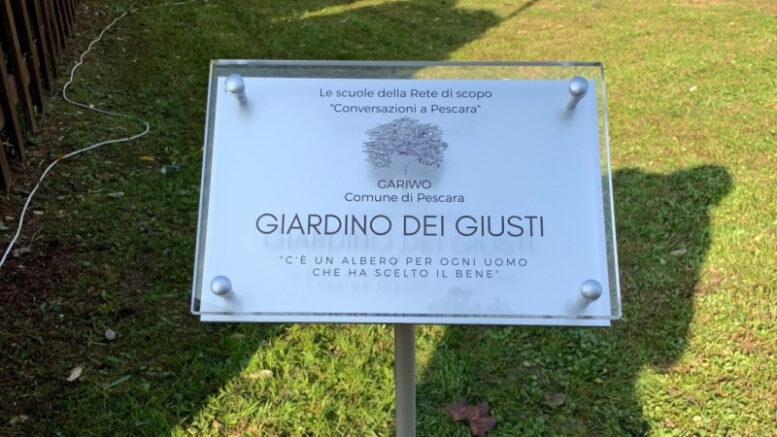 Le scuole della Rete di scopo
"Conversazioni a Pescara"
GARIWO
Comune di Pescara
GIARDINO DEI GIUSTI
"C'È UN ALBERO PER OGNI UOMO
CHE HA SCELTO IL BENE"